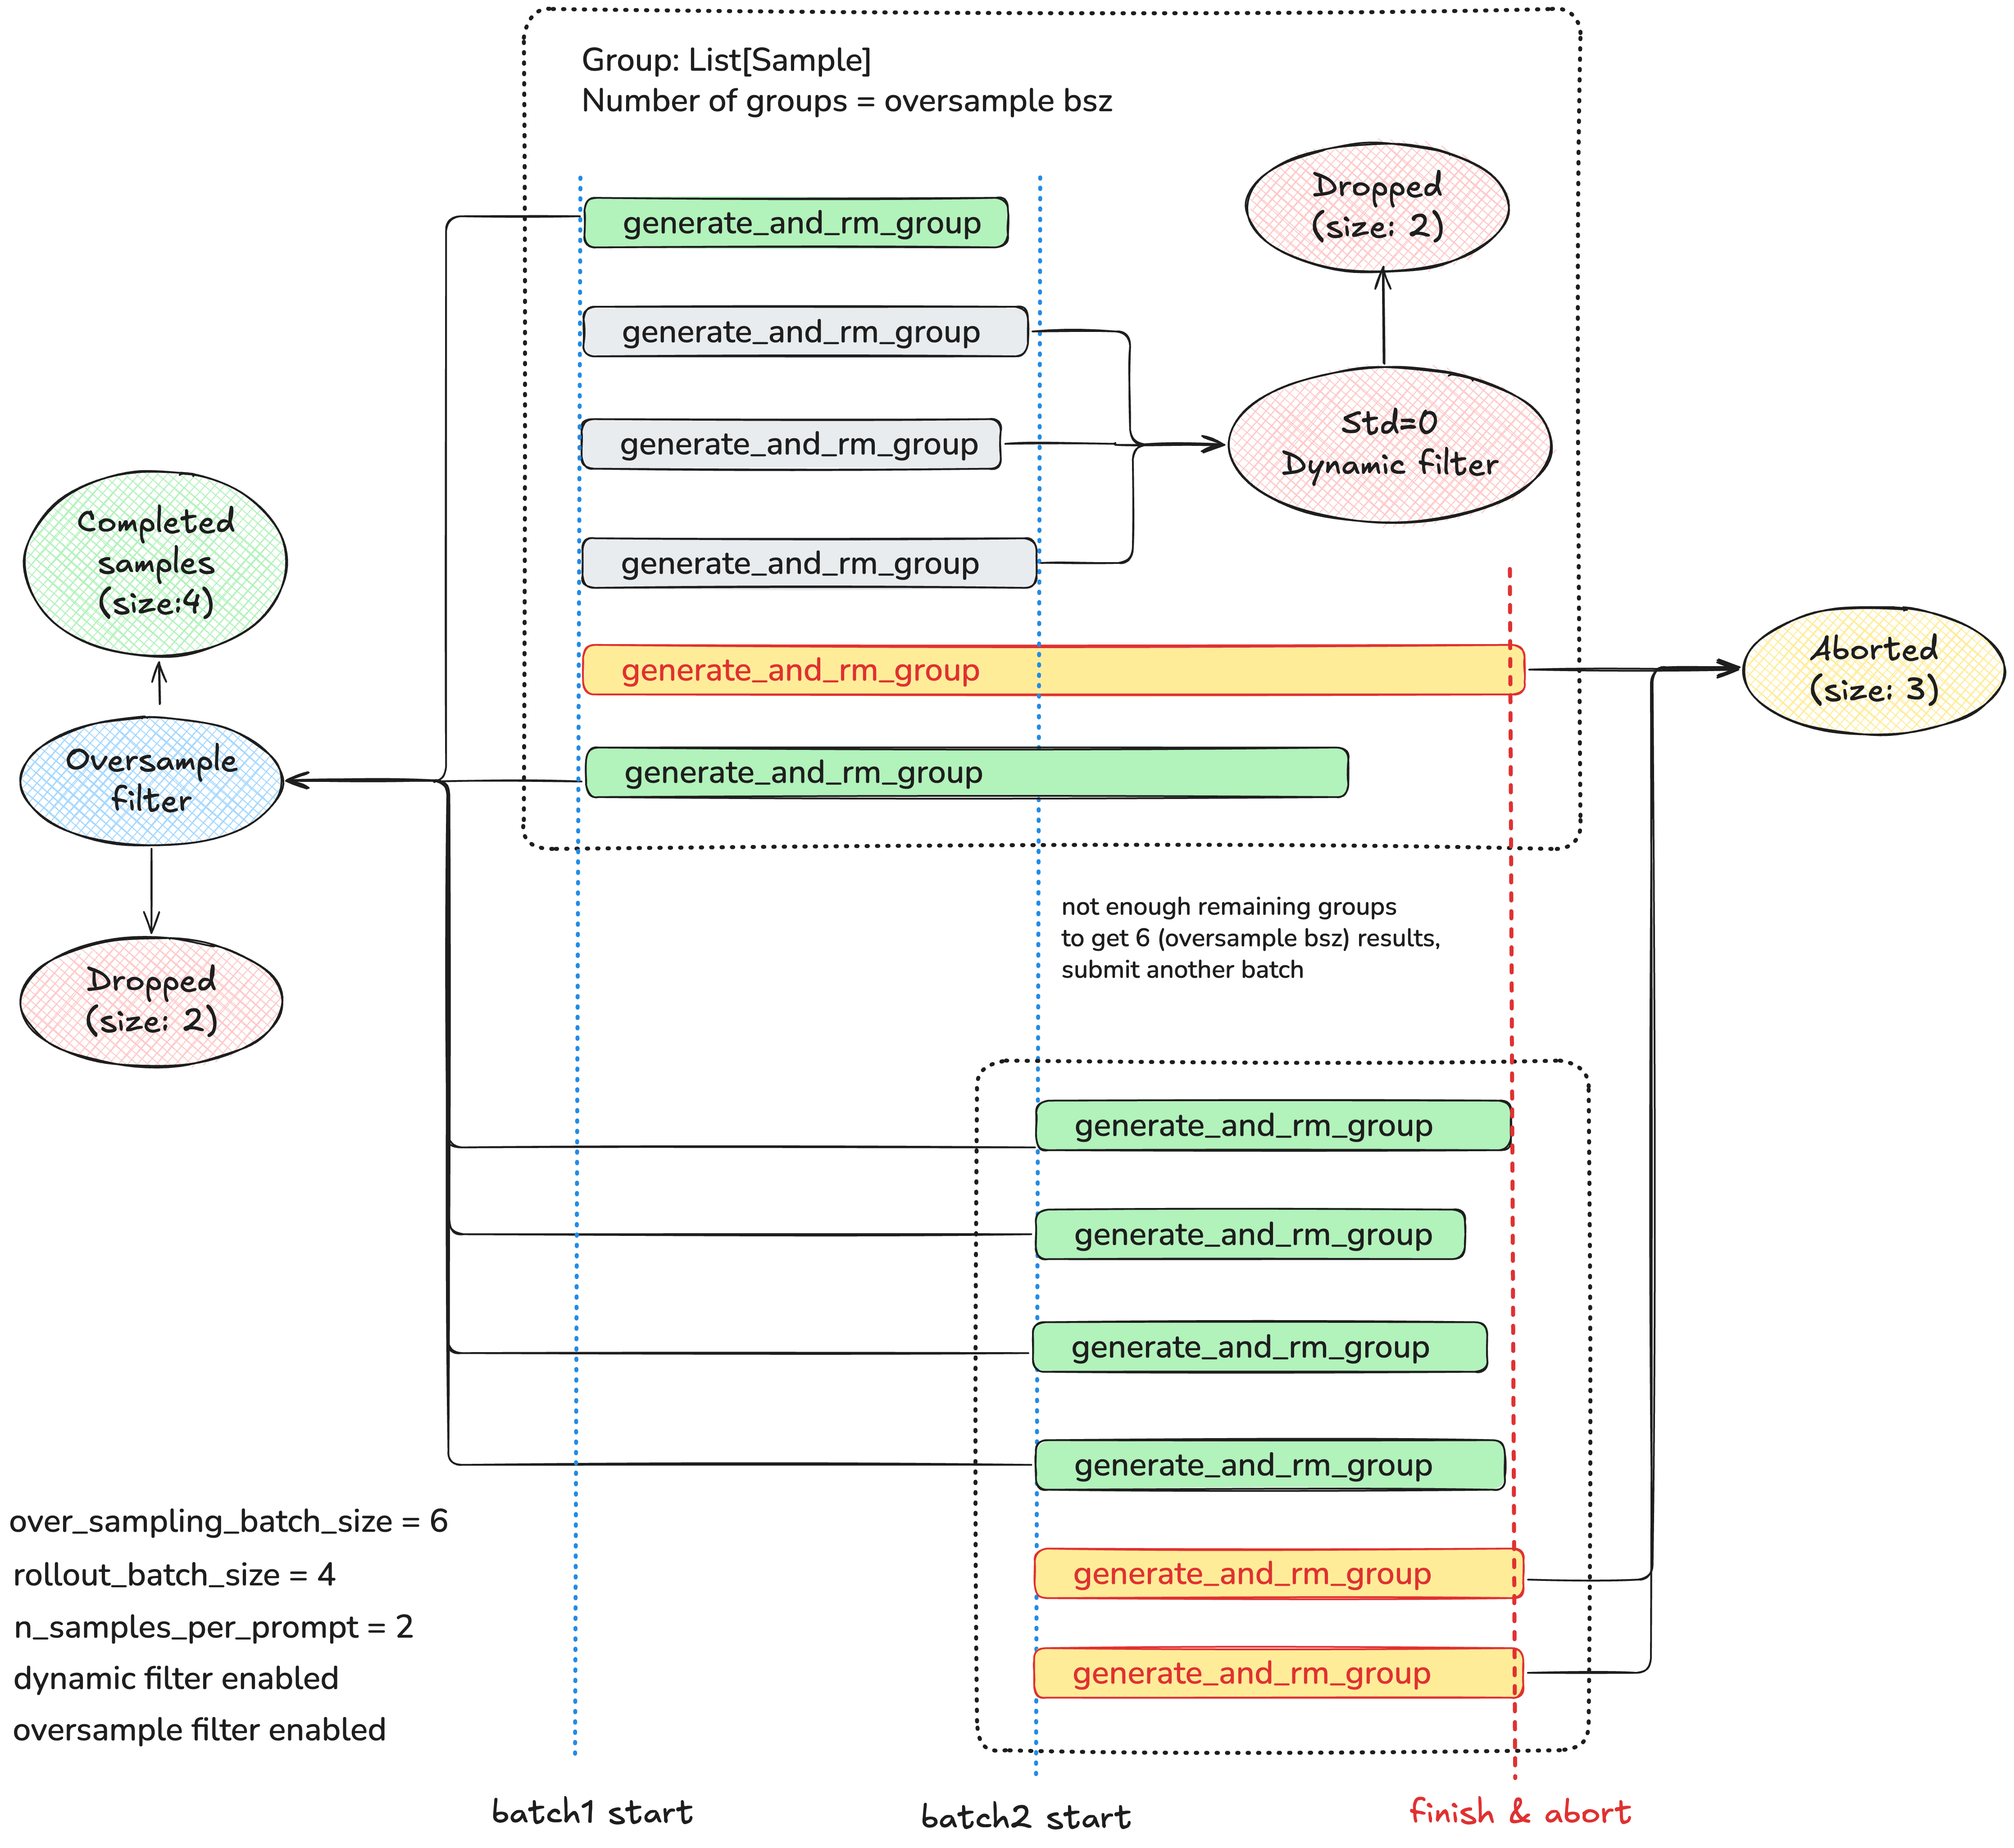 Group: List[Sample]
Number of groups = oversample bsz
generate_and_rm_group
Dropped
(size: 2)
generate_and_rm_group
generate_and_rm_group
Std=0
Dynamic filter
generate_and_rm_group
Completed
samples
(size:4)
generate_and_rm_group
Aborted
(size: 3)
generate_and_rm_group
Oversample
filter
not enough remaining groups
to get 6 (oversample bsz) results,
submit another batch
Dropped
(size: 2)
generate_and_rm_group
generate_and_rm_group
generate_and_rm_group
generate_and_rm_group
generate_and_rm_group
generate_and_rm_group
over_sampling_batch_size = 6
rollout_batch_size = 4
n_samples_per_prompt = 2
dynamic filter enabled
oversample filter enabled
batch1 start
batch2 start
finish & abort